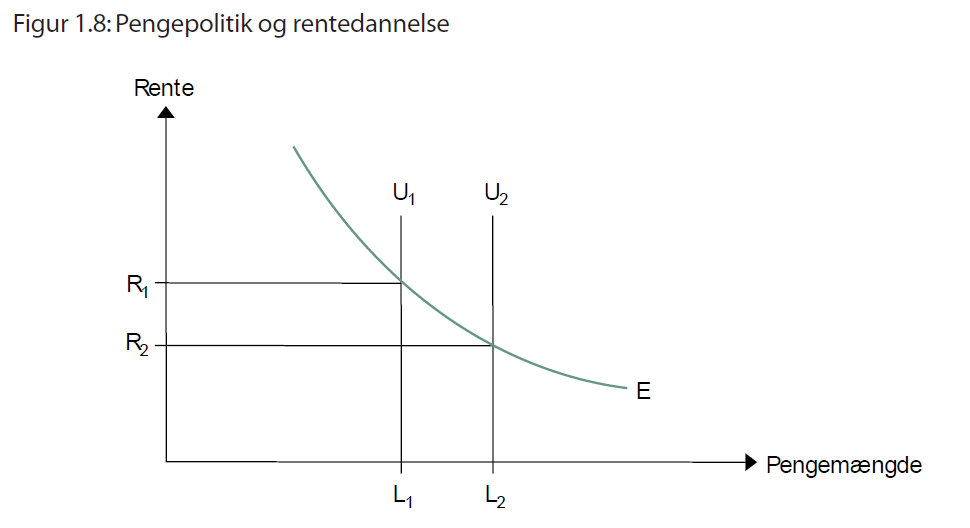 Figur 1.8: Pengepolitik og rentedannelse
Rente
U₁ U₂
R₁
R₂
E
Pengemængde
L₁ L₂